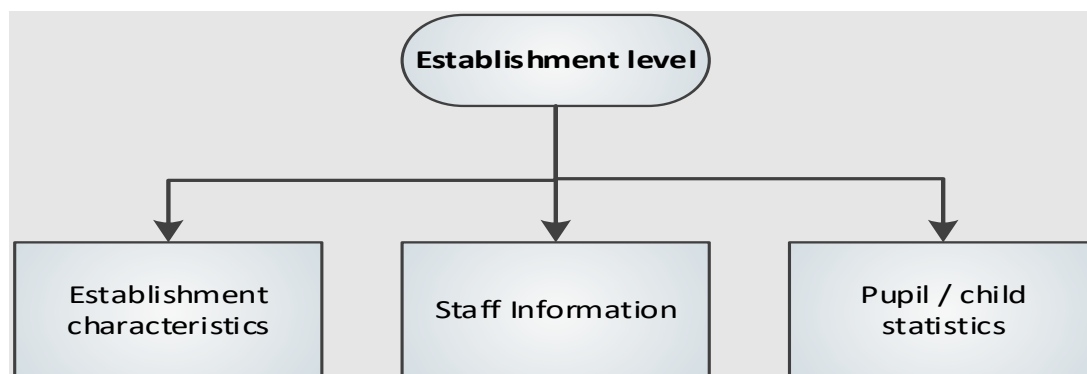 Establishment level
Establishment
characteristics
Staff Information
Pupil / child
statistics